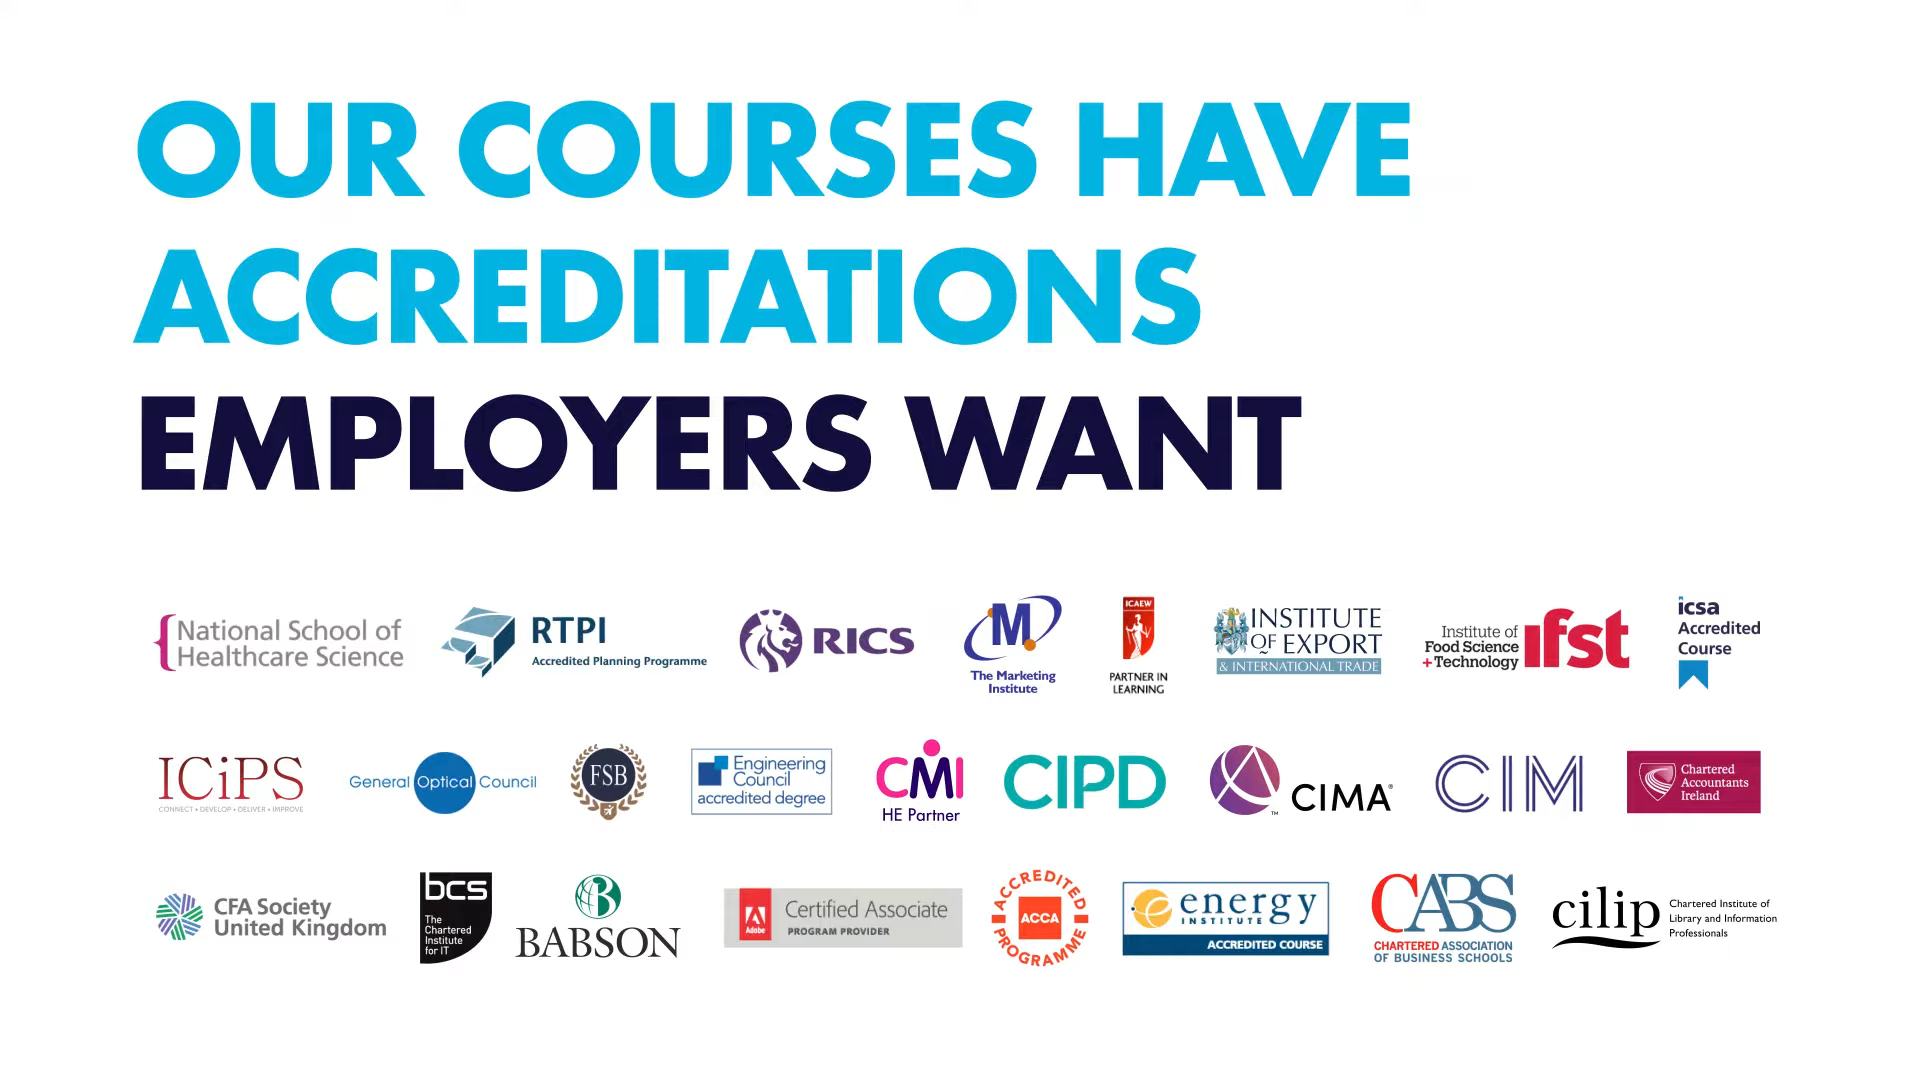 OUR COURSES HAVE
ACCREDITATIONS
EMPLOYERS WANT
National School of
Healthcare Science
RTPI
Accredited Planning Programme
RICS
M
The Marketing
Institute
ICAEW
PARTNER IN
LEARNING
INSTITUTE
OF EXPORT
& INTERNATIONAL TRADE
Institute of
Food Science
+Technology
ifst
icsa
Accredited
Course
ICiPS
CONNECT • DEVELOP • DELIVER • IMPROVE
General Optical Council
FSB
Engineering
Council
accredited degree
CMI
HE Partner
CIPD
TM
CIMA®
CIM
Chartered
Accountants
Ireland
CFA Society
United Kingdom
bcs
The
Chartered
Institute
for IT
B
BABSON
Adobe
Certified Associate
PROGRAM PROVIDER
ACCREDITED
ACCA
PROGRAMME
energy
INSTITUTE
ACCREDITED COURSE
CABS
CHARTERED ASSOCIATION
OF BUSINESS SCHOOLS
cilip
Chartered Institute of
Library and Information
Professionals